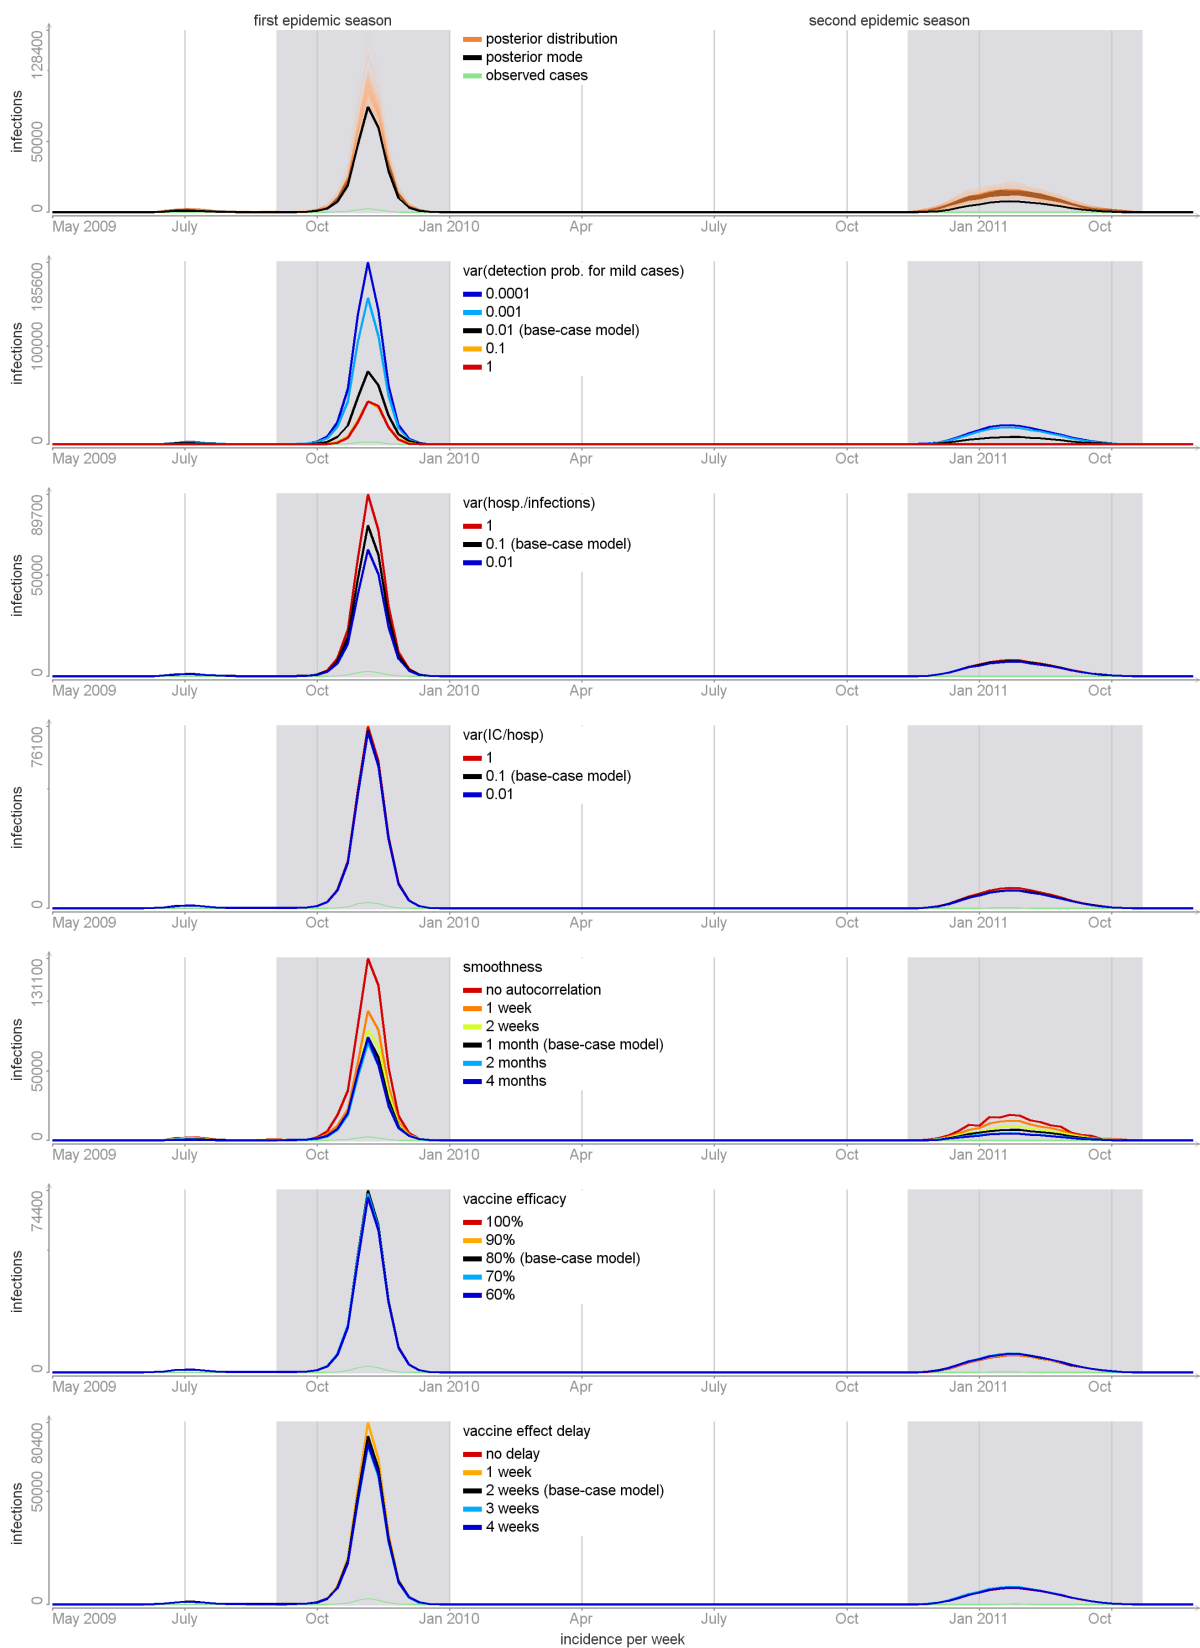 first epidemic season
second epidemic season
128400
50000
0
infections
posterior distribution
posterior mode
observed cases
May 2009 July Oct Jan 2010 Apr July Oct Jan 2011 Oct
185600
100000
0
infections
var(detection prob. for mild cases)
0.0001
0.001
0.01 (base-case model)
0.1
1
May 2009 July Oct Jan 2010 Apr July Oct Jan 2011 Oct
89700
50000
0
infections
var(hosp./infections)
1
0.1 (base-case model)
0.01
May 2009 July Oct Jan 2010 Apr July Oct Jan 2011 Oct
76100
0
infections
var(IC/hosp)
1
0.1 (base-case model)
0.01
May 2009 July Oct Jan 2010 Apr July Oct Jan 2011 Oct
131100
50000
0
infections
smoothness
no autocorrelation
1 week
2 weeks
1 month (base-case model)
2 months
4 months
May 2009 July Oct Jan 2010 Apr July Oct Jan 2011 Oct
74400
0
infections
vaccine efficacy
100%
90%
80% (base-case model)
70%
60%
May 2009 July Oct Jan 2010 Apr July Oct Jan 2011 Oct
80400
50000
0
infections
vaccine effect delay
no delay
1 week
2 weeks (base-case model)
3 weeks
4 weeks
May 2009 July Oct Jan 2010 Apr July Oct Jan 2011 Oct
incidence per week